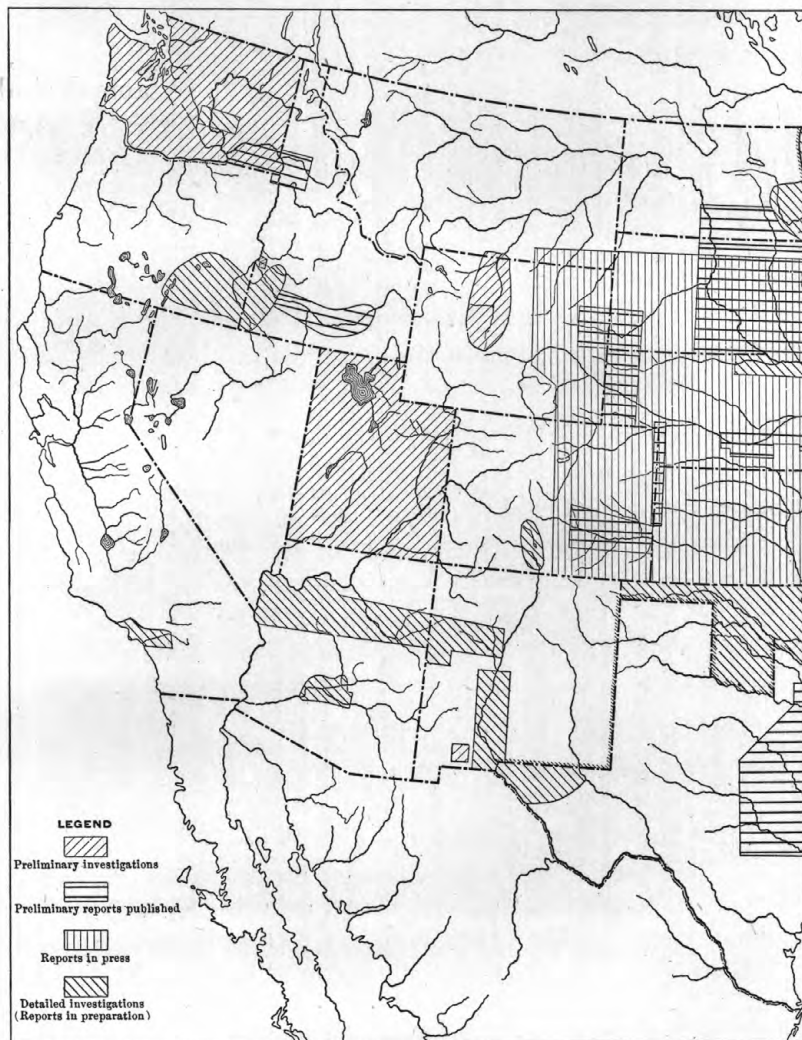 LEGEND
Preliminary investigations
Preliminary reports published
Reports in press
Detailed investigations
(Reports in preparation)